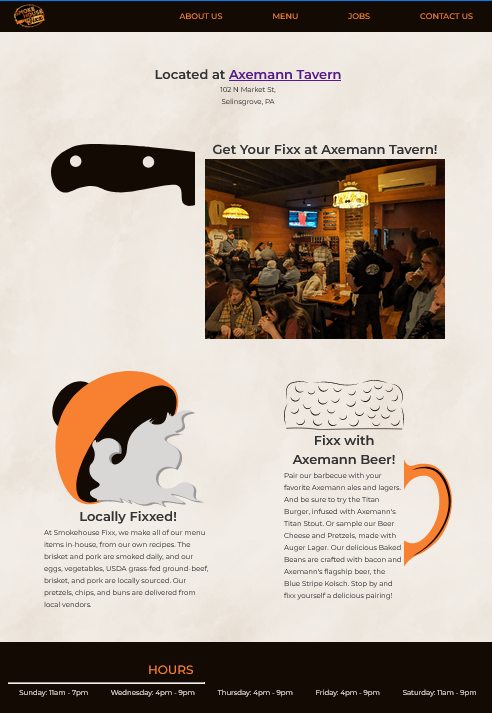 SMOKE
HOUSE
FIXX
ABOUT US MENU JOBS CONTACT US
Located at Axemann Tavern
102 N Market St,
Selinsgrove, PA
Get Your Fixx at Axemann Tavern!
Locally Fixxed!
At Smokehouse Fixx, we make all of our menu
items in-house, from our own recipes. The
brisket and pork are smoked daily, and our
eggs, vegetables, USDA grass-fed ground-beef,
brisket, and pork are locally sourced. Our
pretzels, chips, and buns are delivered from
local vendors.
Fixx with
Axemann Beer!
Pair our barbecue with your
favorite Axemann ales and lagers.
And be sure to try the Titan
Burger, infused with Axemann's
Titan Stout. Or sample our Beer
Cheese and Pretzels, made with
Auger Lager. Our delicious Baked
Beans are crafted with bacon and
Axemann's flagship beer, the
Blue Stripe Kolsch. Stop by and
fixx yourself a delicious pairing!
HOURS
Sunday: 11am - 7pm Wednesday: 4pm - 9pm Thursday: 4pm - 9pm Friday: 4pm - 9pm Saturday: 11am - 9pm